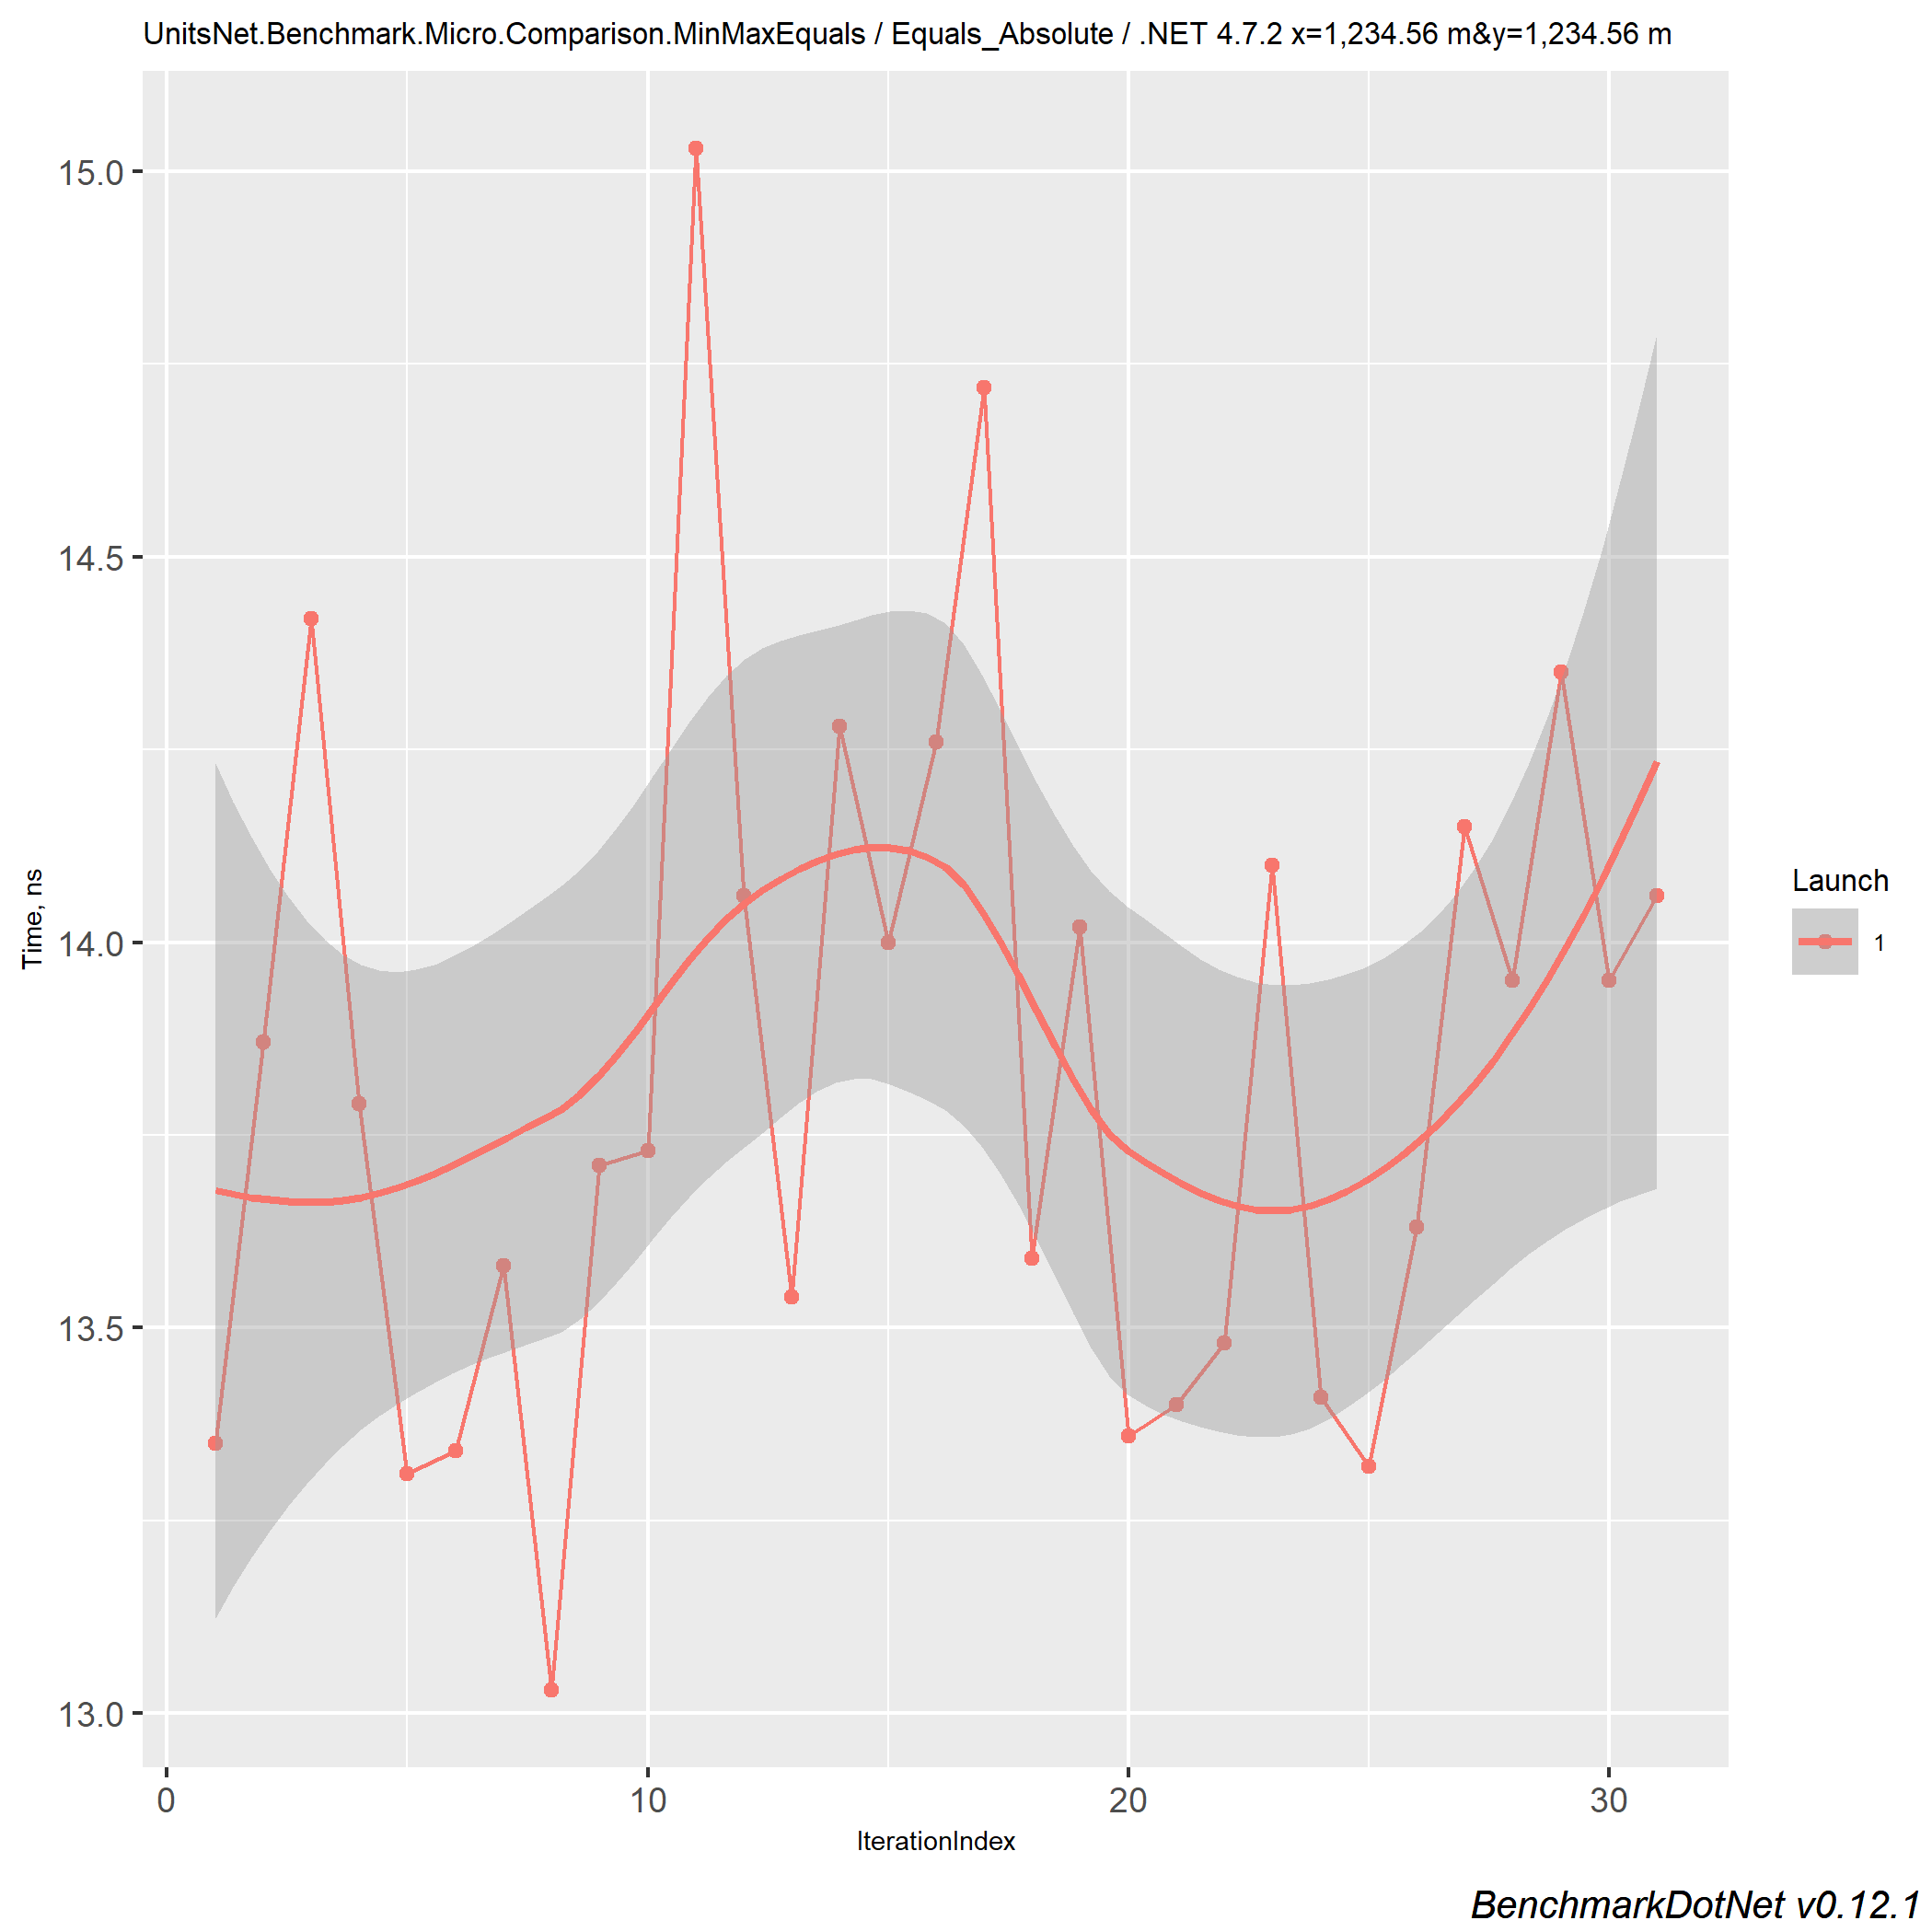 UnitsNet.Benchmark.Micro.Comparison.MinMaxEquals / Equals_Absolute / .NET 4.7.2 x=1,234.56 m&y=1,234.56 m
15.0
14.5
14.0
13.5
13.0
Time, ns
0 10 20 30
IterationIndex
Launch
1
BenchmarkDotNet v0.12.1